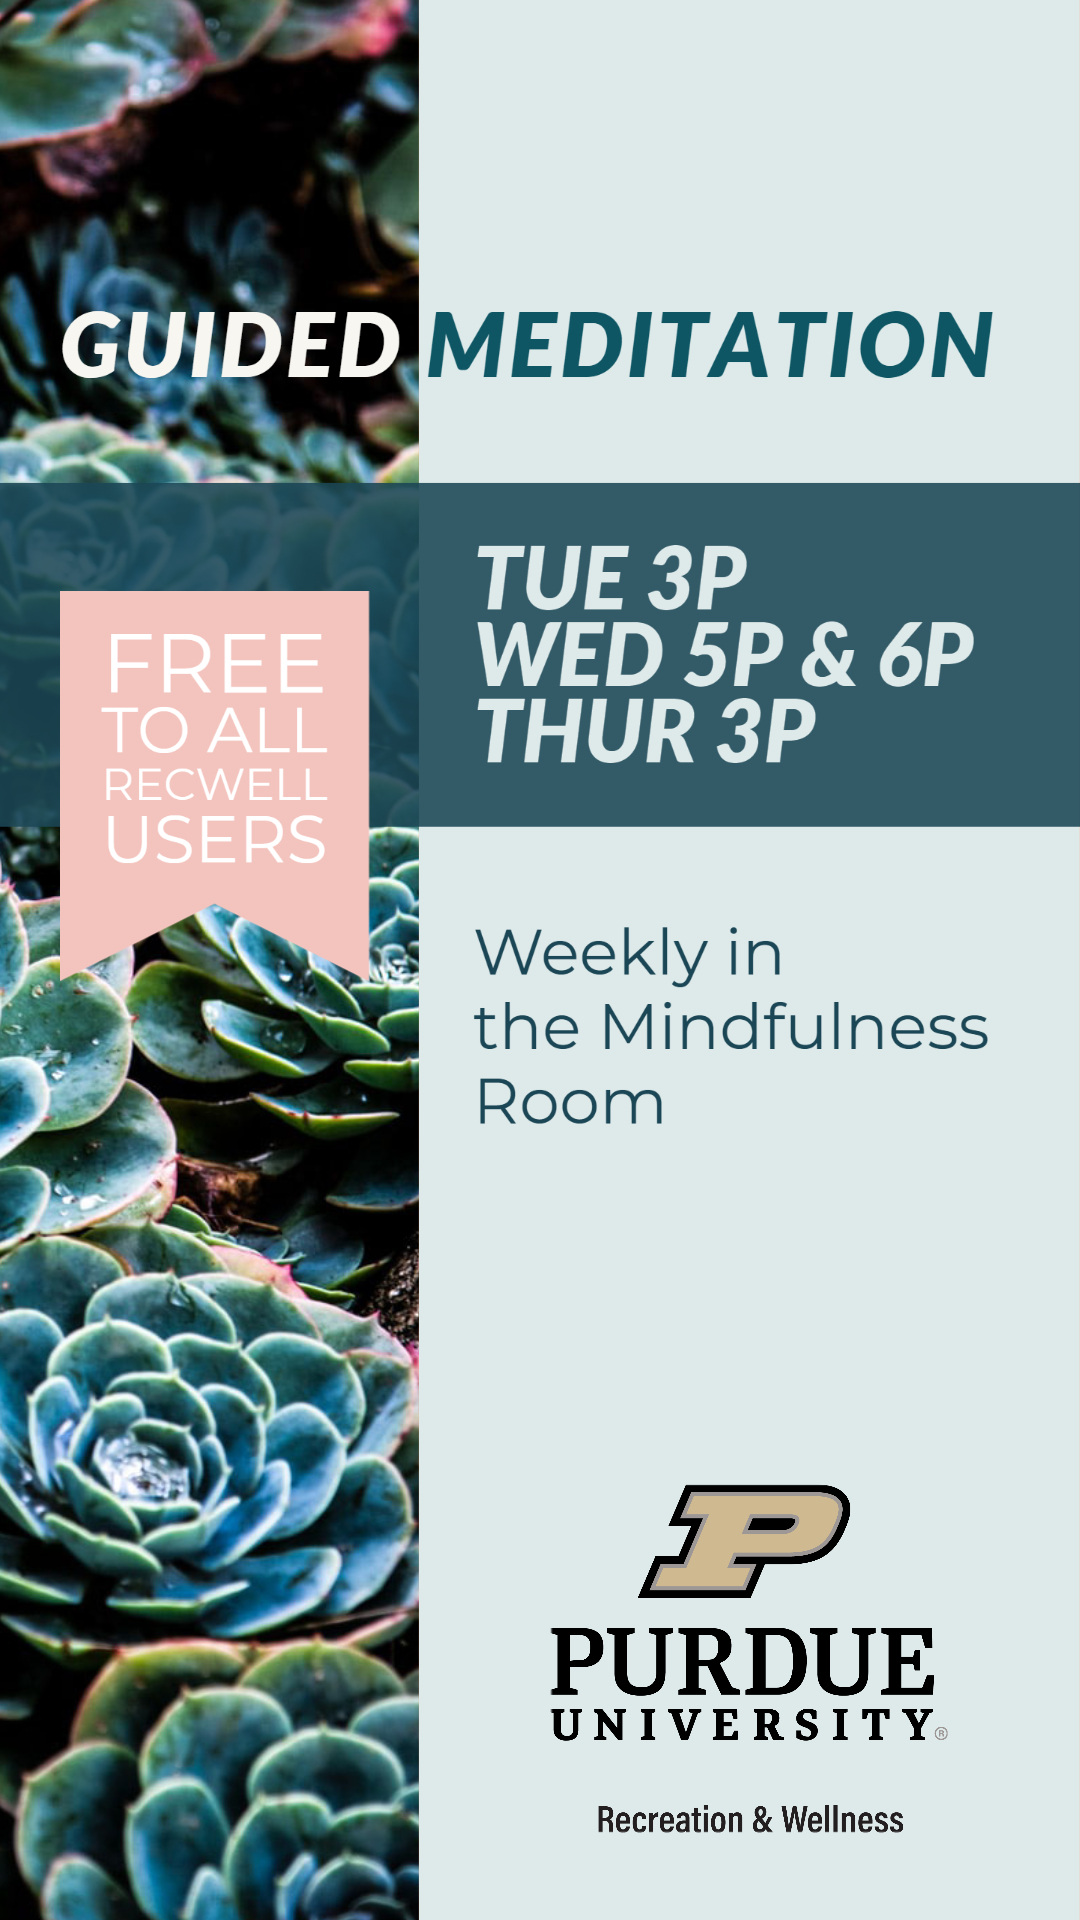 GUIDED MEDITATION
TUE 3P
WED 5P & 6P
THUR 3P
FREE
TO ALL
RECWELL
USERS
Weekly in
the Mindfulness
Room
P
PURDUE
UNIVERSITY®
Recreation & Wellness